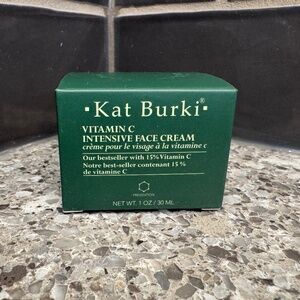 ·Kat Burki®
VITAMIN C
INTENSIVE FACE CREAM
crème pour le visage à la vitamine c
Our bestseller with 15% Vitamin C
Notre best-seller contenant 15 %
de vitamine C
PREVENTION
NET WT. 1 OZ / 30 ML